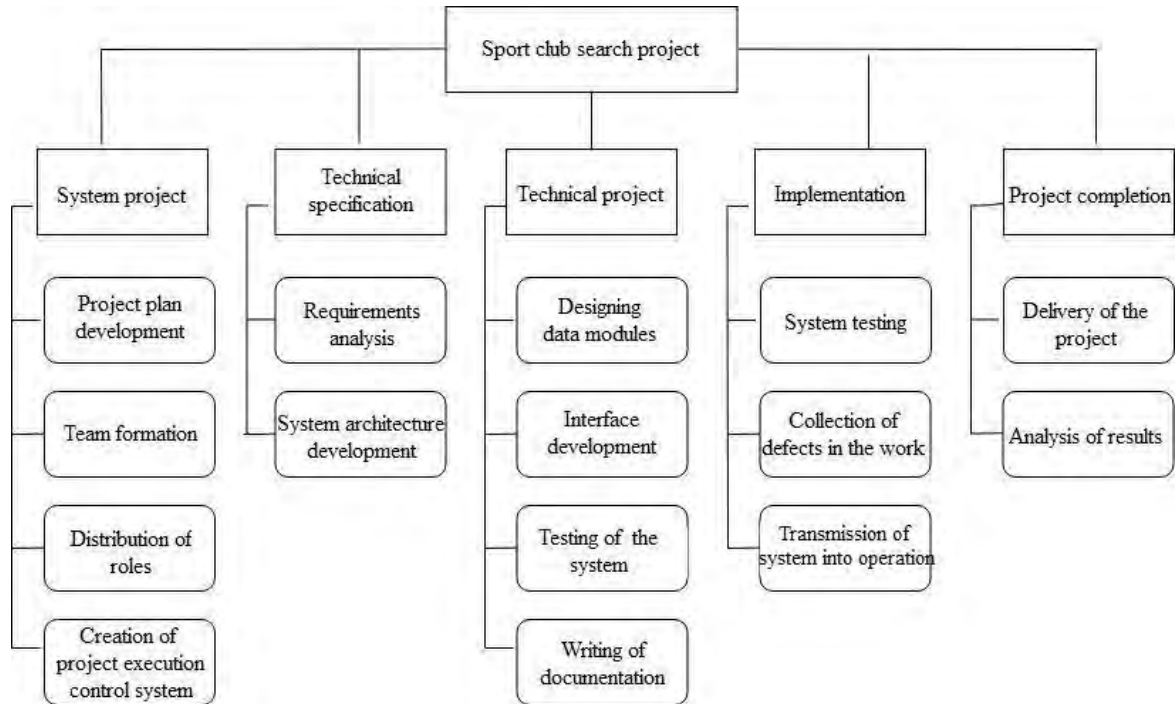 Sport club search project
System project
Technical
specification
Technical project
Implementation
Project completion
Project plan
development
Requirements
analysis
Designing
data modules
System testing
Delivery of the
project
Team formation
System architecture
development
Interface
development
Collection of
defects in the work
Analysis of results
Distribution of
roles
Testing of the
system
Transmission of
system into operation
Creation of
project execution
control system
Writing of
documentation